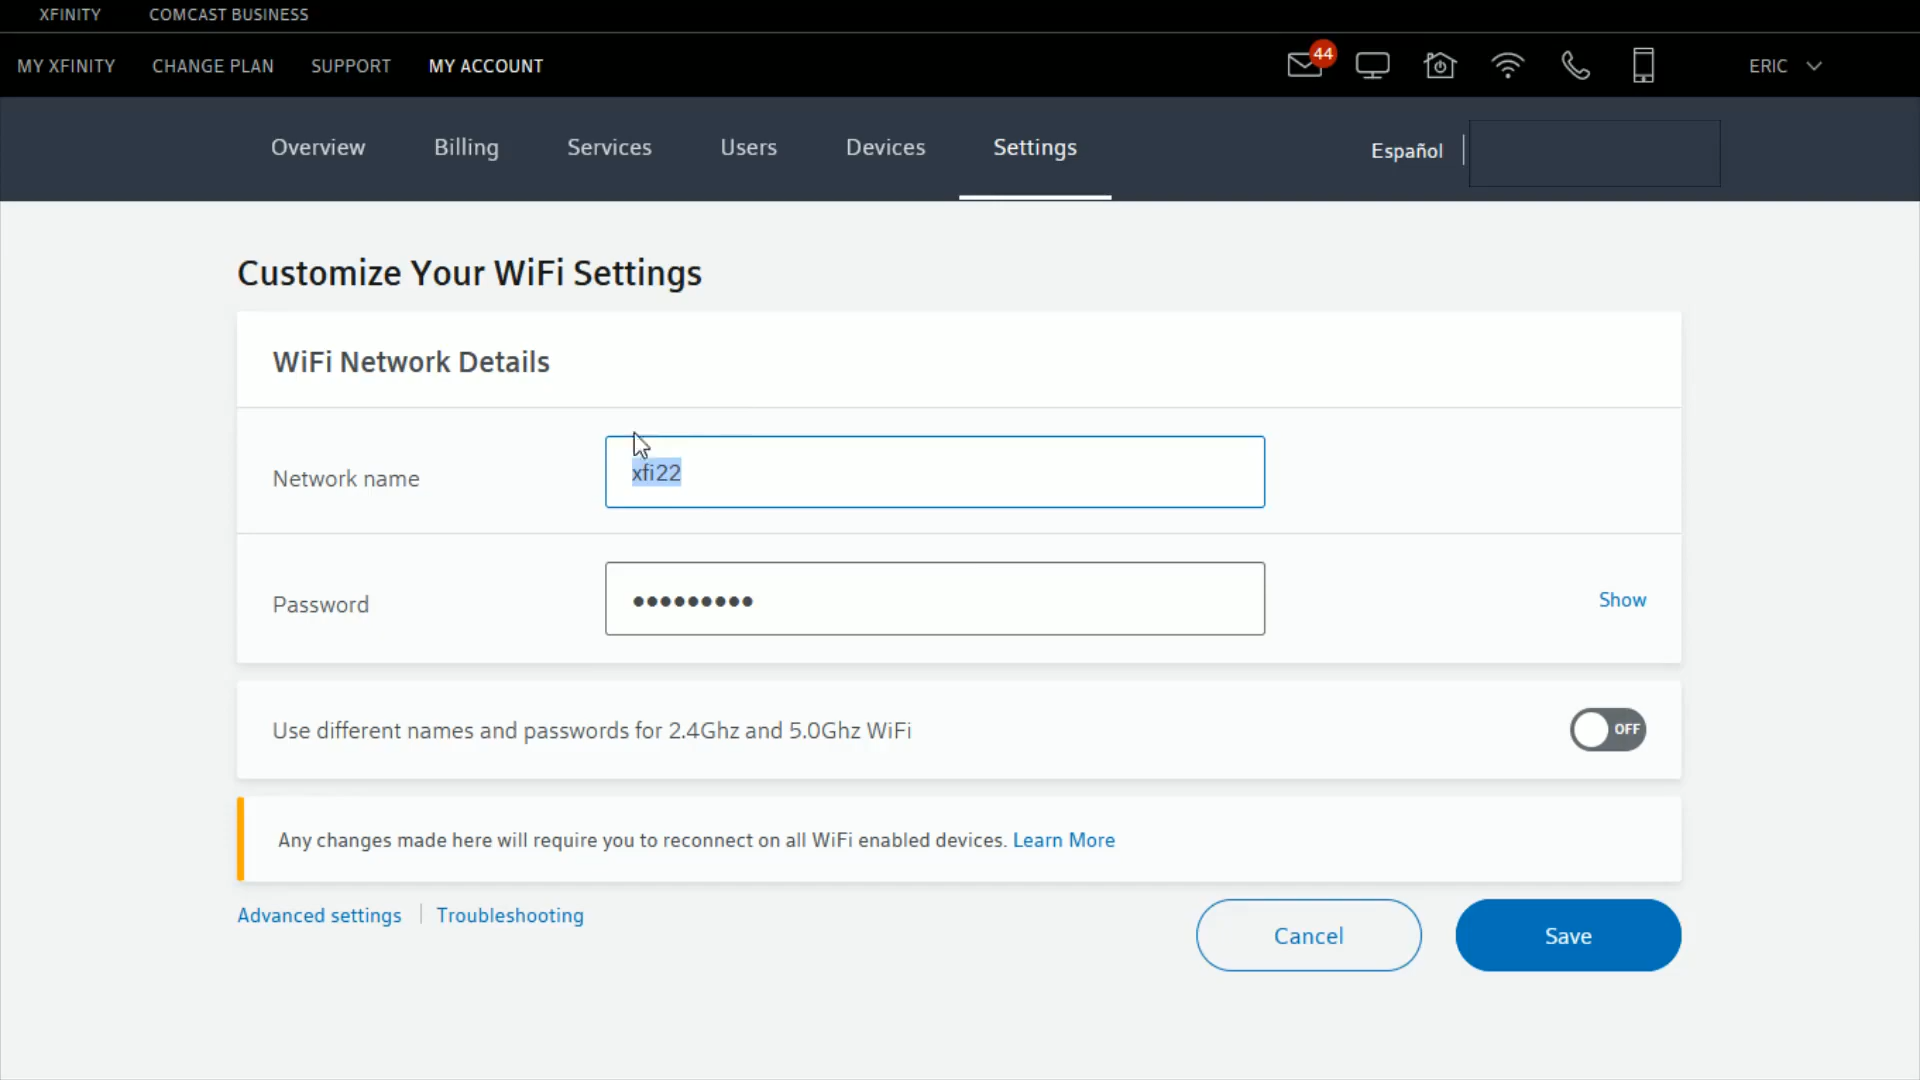 XFINITY COMCAST BUSINESS
MY XFINITY CHANGE PLAN SUPPORT MY ACCOUNT 44 ERIC
Overview Billing Services Users Devices Settings Español
Customize Your WiFi Settings
WiFi Network Details
Network name xfi22
Password ●●●●●●●●● Show
Use different names and passwords for 2.4Ghz and 5.0Ghz WiFi OFF
Any changes made here will require you to reconnect on all WiFi enabled devices. Learn More
Advanced settings Troubleshooting
Cancel Save